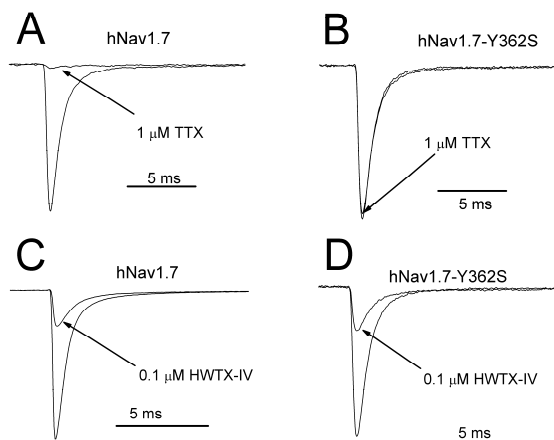 A
hNav1.7
1 μM TTX
5 ms
B
hNav1.7-Y362S
1 μM TTX
5 ms
C
hNav1.7
0.1 μM HWTX-IV
5 ms
D
hNav1.7-Y362S
0.1 μM HWTX-IV
5 ms